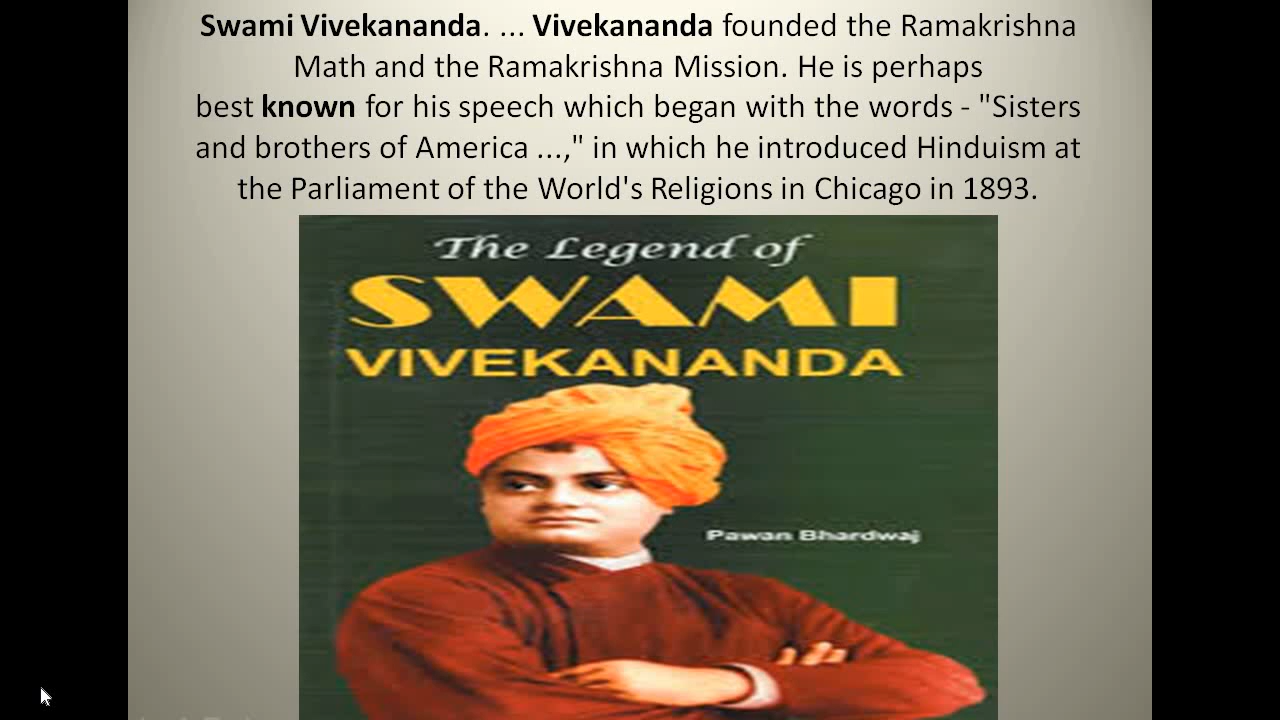 Swami Vivekananda. ... Vivekananda founded the Ramakrishna
Math and the Ramakrishna Mission. He is perhaps
best known for his speech which began with the words - "Sisters
and brothers of America ...," in which he introduced Hinduism at
the Parliament of the World's Religions in Chicago in 1893.
The Legend of
SWAMI
VIVEKANANDA
Pawan Bhardwaj